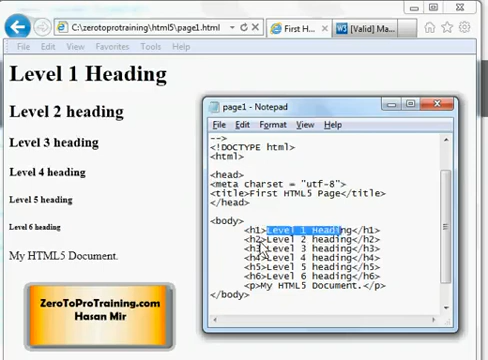 C:\zerotoprotraining\html5\page1.html
First H...
[Valid] Ma...
File Edit View Favorites Tools Help
Level 1 Heading
Level 2 heading
Level 3 heading
Level 4 heading
Level 5 heading
Level 6 heading
My HTML5 Document.
ZeroToProTraining.com
Hasan Mir
page1 - Notepad
File Edit Format View Help
-->
<!DOCTYPE html>
<html>
<head>
<meta charset = "utf-8">
<title>First HTML5 Page</title>
</head>
<body>
<h1>Level 1 Heading</h1>
<h2>Level 2 heading</h2>
<h3>Level 3 heading</h3>
<h4>Level 4 heading</h4>
<h5>Level 5 heading</h5>
<h6>Level 6 heading</h6>
<p>My HTML5 Document.</p>
</body>